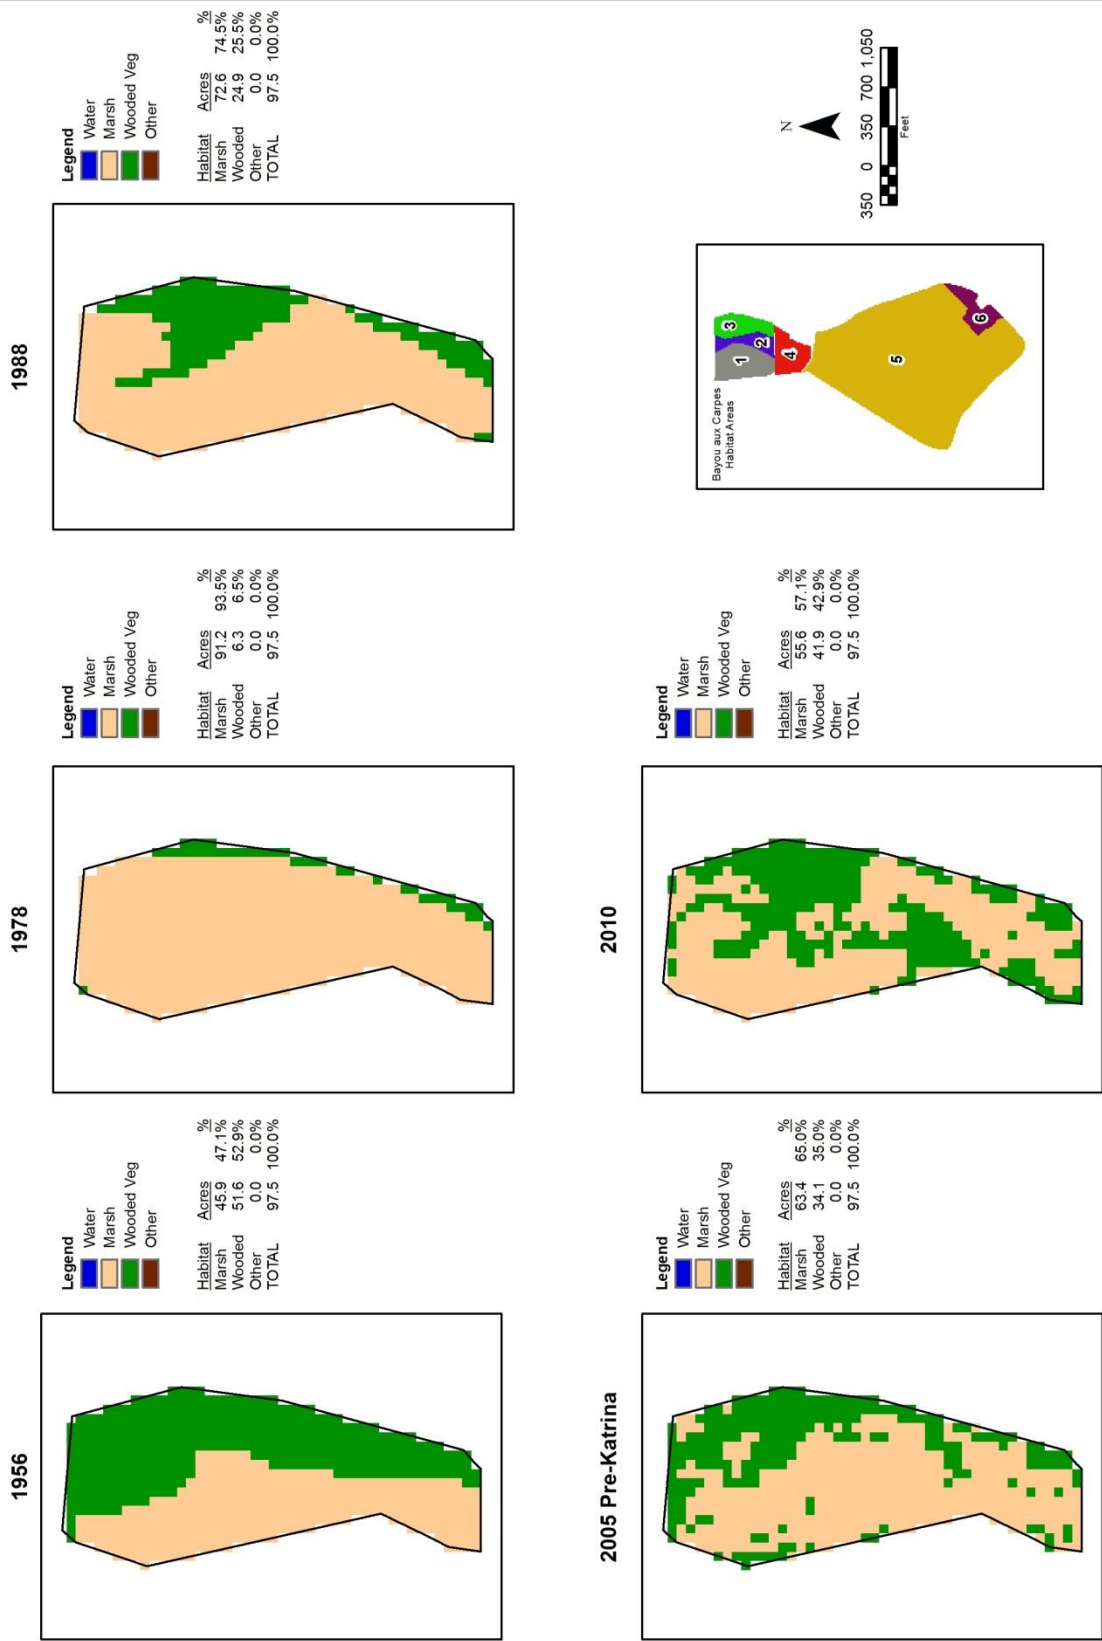 1956
Legend
Water
Marsh
Wooded Veg
Other
Habitat Acres %
Marsh 45.9 47.1%
Wooded 51.6 52.9%
Other 0.0 0.0%
TOTAL 97.5 100.0%
1978
Legend
Water
Marsh
Wooded Veg
Other
Habitat Acres %
Marsh 91.2 93.5%
Wooded 6.3 6.5%
Other 0.0 0.0%
TOTAL 97.5 100.0%
1988
Legend
Water
Marsh
Wooded Veg
Other
Habitat Acres %
Marsh 72.6 74.5%
Wooded 24.9 25.5%
Other 0.0 0.0%
TOTAL 97.5 100.0%
2005 Pre-Katrina
Legend
Water
Marsh
Wooded Veg
Other
Habitat Acres %
Marsh 63.4 65.0%
Wooded 34.1 35.0%
Other 0.0 0.0%
TOTAL 97.5 100.0%
2010
Legend
Water
Marsh
Wooded Veg
Other
Habitat Acres %
Marsh 55.6 57.1%
Wooded 41.9 42.9%
Other 0.0 0.0%
TOTAL 97.5 100.0%
Bayou aux Carpes
Habitat Areas
1
2
3
4
5
6
N
350 0 350 700 1,050
Feet